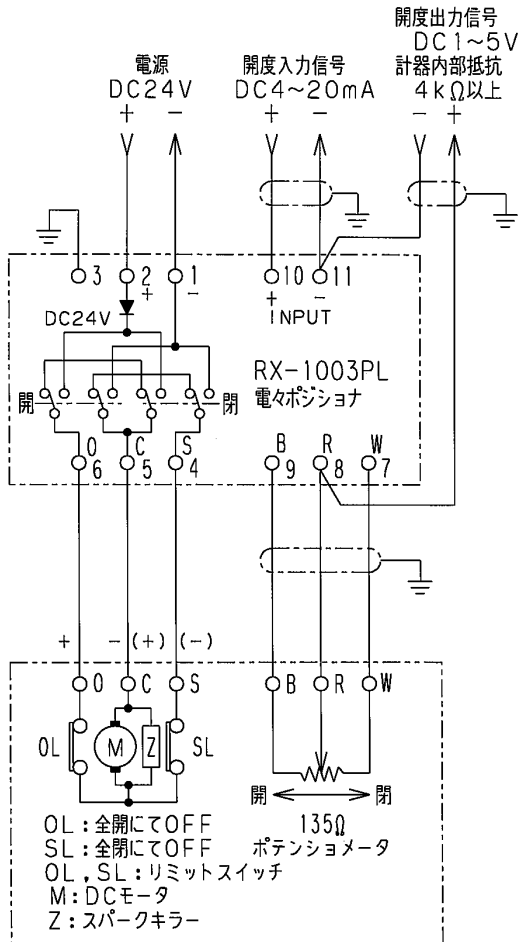 開度出力信号
DC1~5V
計器内部抵抗
4kΩ以上
− +
電源
DC24V
+ −
開度入力信号
DC4~20mA
+ −
3 2 1
+ −
10 11
+ −
INPUT
DC24V
RX-1003PL
電々ポジショナ
開 閉
O C S
6 5 4
B R W
9 8 7
+ −(+) (−)
O C S
B R W
OL M Z SL
開 閉
135Ω
ポテンショメータ
OL:全開にてOFF
SL:全閉にてOFF
OL,SL:リミットスイッチ
M:DCモータ
Z:スパークキラー